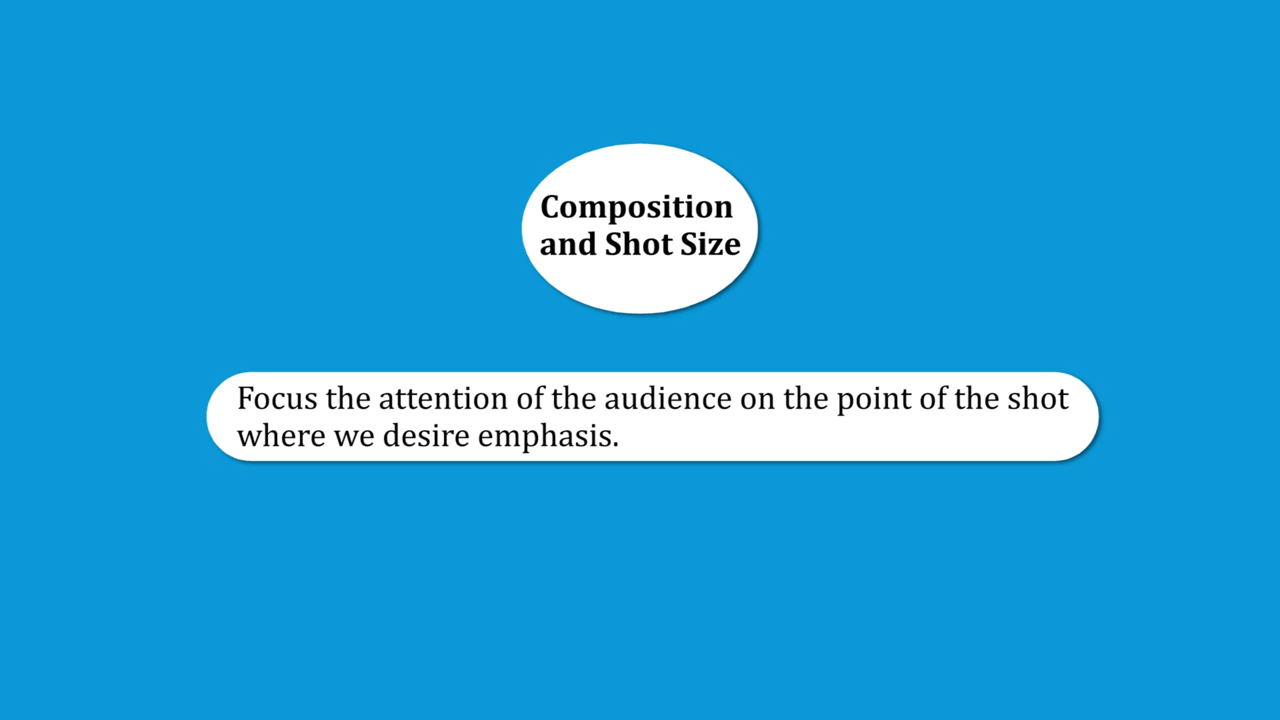 Composition
and Shot Size
Focus the attention of the audience on the point of the shot
where we desire emphasis.